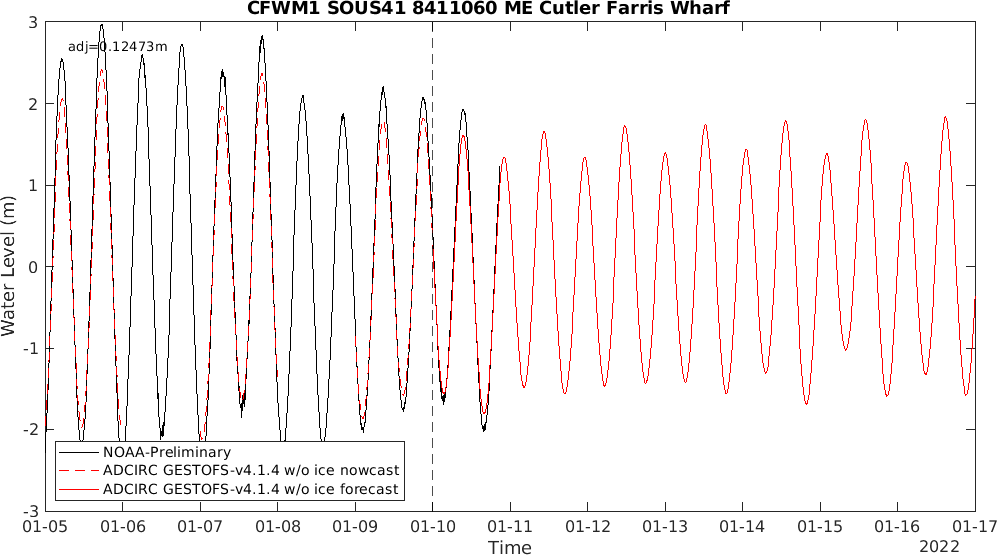 CFWM1 SOUS41 8411060 ME Cutler Farris Wharf
adj=0.12473m
3
2
1
0
-1
-2
-3
Water Level (m)
NOAA-Preliminary
ADCIRC GESTOFS-v4.1.4 w/o ice nowcast
ADCIRC GESTOFS-v4.1.4 w/o ice forecast
01-05 01-06 01-07 01-08 01-09 01-10 01-11 01-12 01-13 01-14 01-15 01-16 01-17
Time
2022